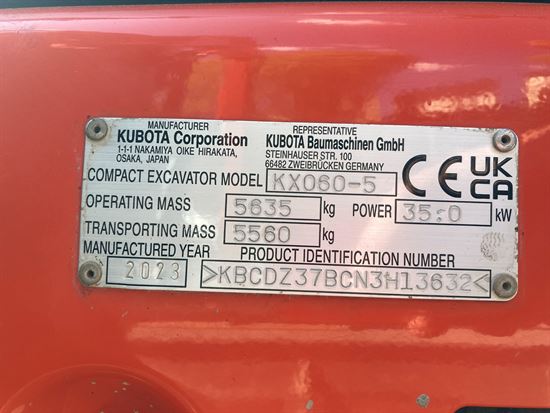 MANUFACTURER
KUBOTA Corporation
1-1-1 NAKAMIYA OIKE HIRAKATA,
OSAKA, JAPAN
REPRESENTATIVE
KUBOTA Baumaschinen GmbH
STEINHAUSER STR. 100
66482 ZWEIBRÜCKEN GERMANY
COMPACT EXCAVATOR MODEL KX060-5
CE UK CA
OPERATING MASS 5635 kg POWER 35.0 kW
TRANSPORTING MASS 5560 kg
MANUFACTURED YEAR PRODUCT IDENTIFICATION NUMBER
2023 >KBCDZ37BCN3H13632<